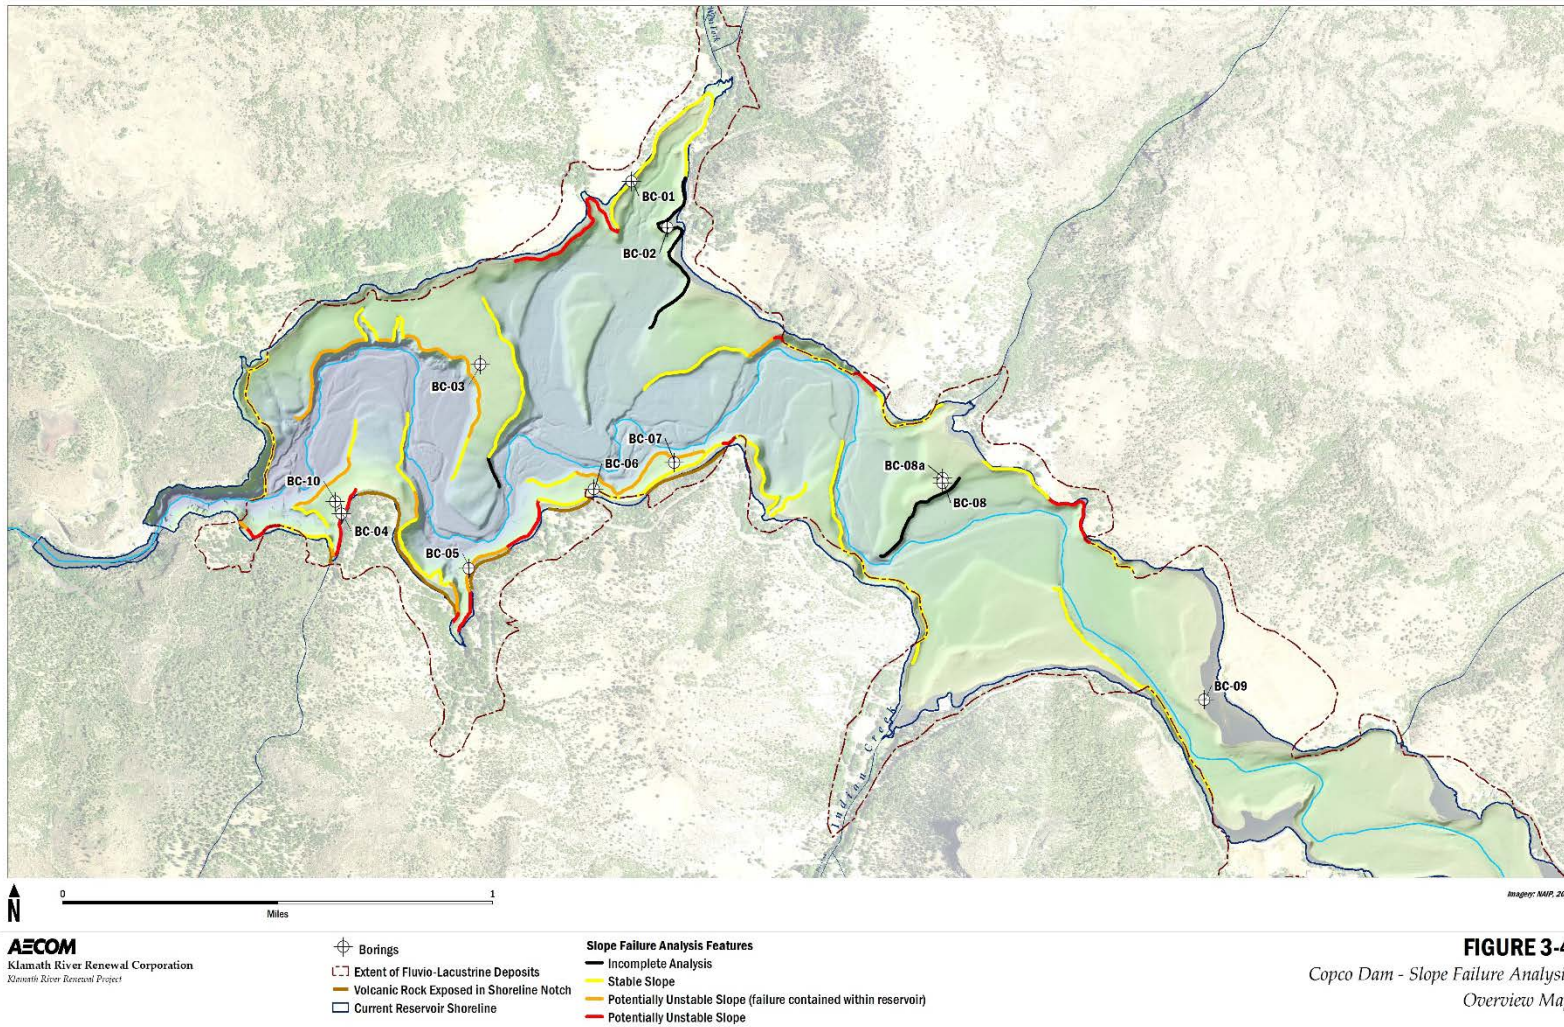 BC-01
BC-02
BC-03
BC-07
BC-06
BC-08a
BC-10
BC-08
BC-04
BC-05
BC-09
Indian Creek
0
1
Miles
N
Imagery: NAIP, 20
AECOM
Klamath River Renewal Corporation
Klamath River Renewal Project
Borings
Extent of Fluvio-Lacustrine Deposits
Volcanic Rock Exposed in Shoreline Notch
Current Reservoir Shoreline
Slope Failure Analysis Features
Incomplete Analysis
Stable Slope
Potentially Unstable Slope (failure contained within reservoir)
Potentially Unstable Slope
FIGURE 3-4
Copco Dam - Slope Failure Analysi
Overview Ma